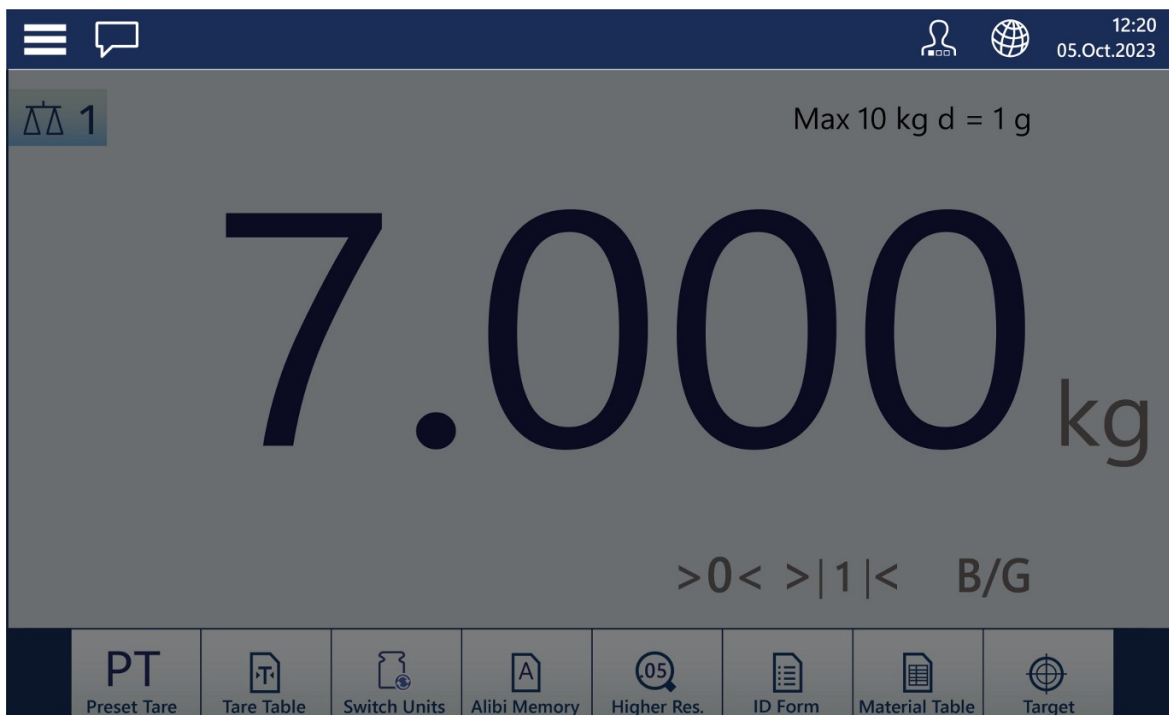 12:20
05.Oct.2023
1
Max 10 kg d = 1 g
7.000 kg
>0< >|1|< B/G
PT
Preset Tare
T
Tare Table
Switch Units
A
Alibi Memory
.05
Higher Res.
ID Form
Material Table
Target